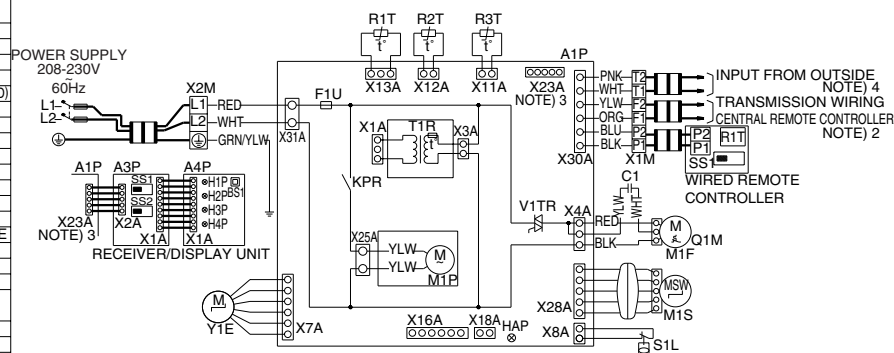 R1T R2T R3T
t° t° t°
X13A X12A X11A
A1P
X23A
NOTE) 3
POWER SUPPLY
208-230V
~
60Hz
L1
L2
X2M
L1 RED
L2 WHT
GRN/YLW
X31A
F1U
X1A T1R X3A
t°
KPR
X25A
YLW
YLW
M
~
M1P
PNK T2
WHT T1
YLW F2
ORG F1
BLU P2
BLK P1
X30A X1M
INPUT FROM OUTSIDE
NOTE) 4
TRANSMISSION WIRING
CENTRAL REMOTE CONTROLLER
NOTE) 2
P2 R1T
P1
SS1
WIRED REMOTE
CONTROLLER
C1
YLW WHT
V1TR X4A
RED
BLK
M
Q1M
M1F
A1P A3P A4P
SS1 H1P
BS1
H2P
SS2 H3P
H4P
X23A X2A
NOTE) 3 X1A X1A
RECEIVER/DISPLAY UNIT
M
Y1E
X7A
X16A X18A HAP
X28A
MSW
M1S
X8A
S1L
0)
E